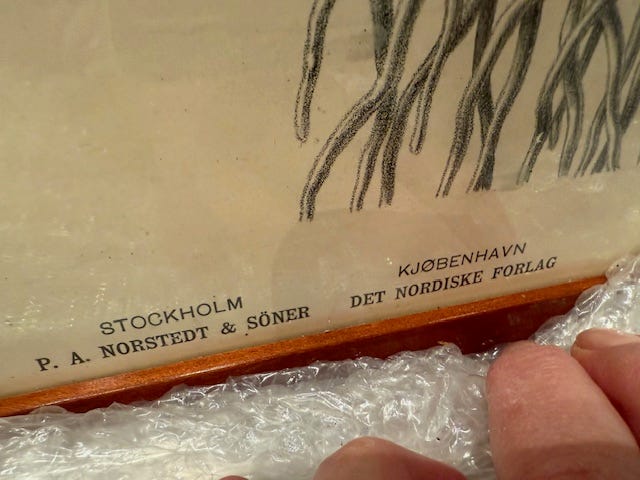 STOCKHOLM
P. A. NORSTEDT & SÖNER
KJØBENHAVN
DET NORDISKE FORLAG